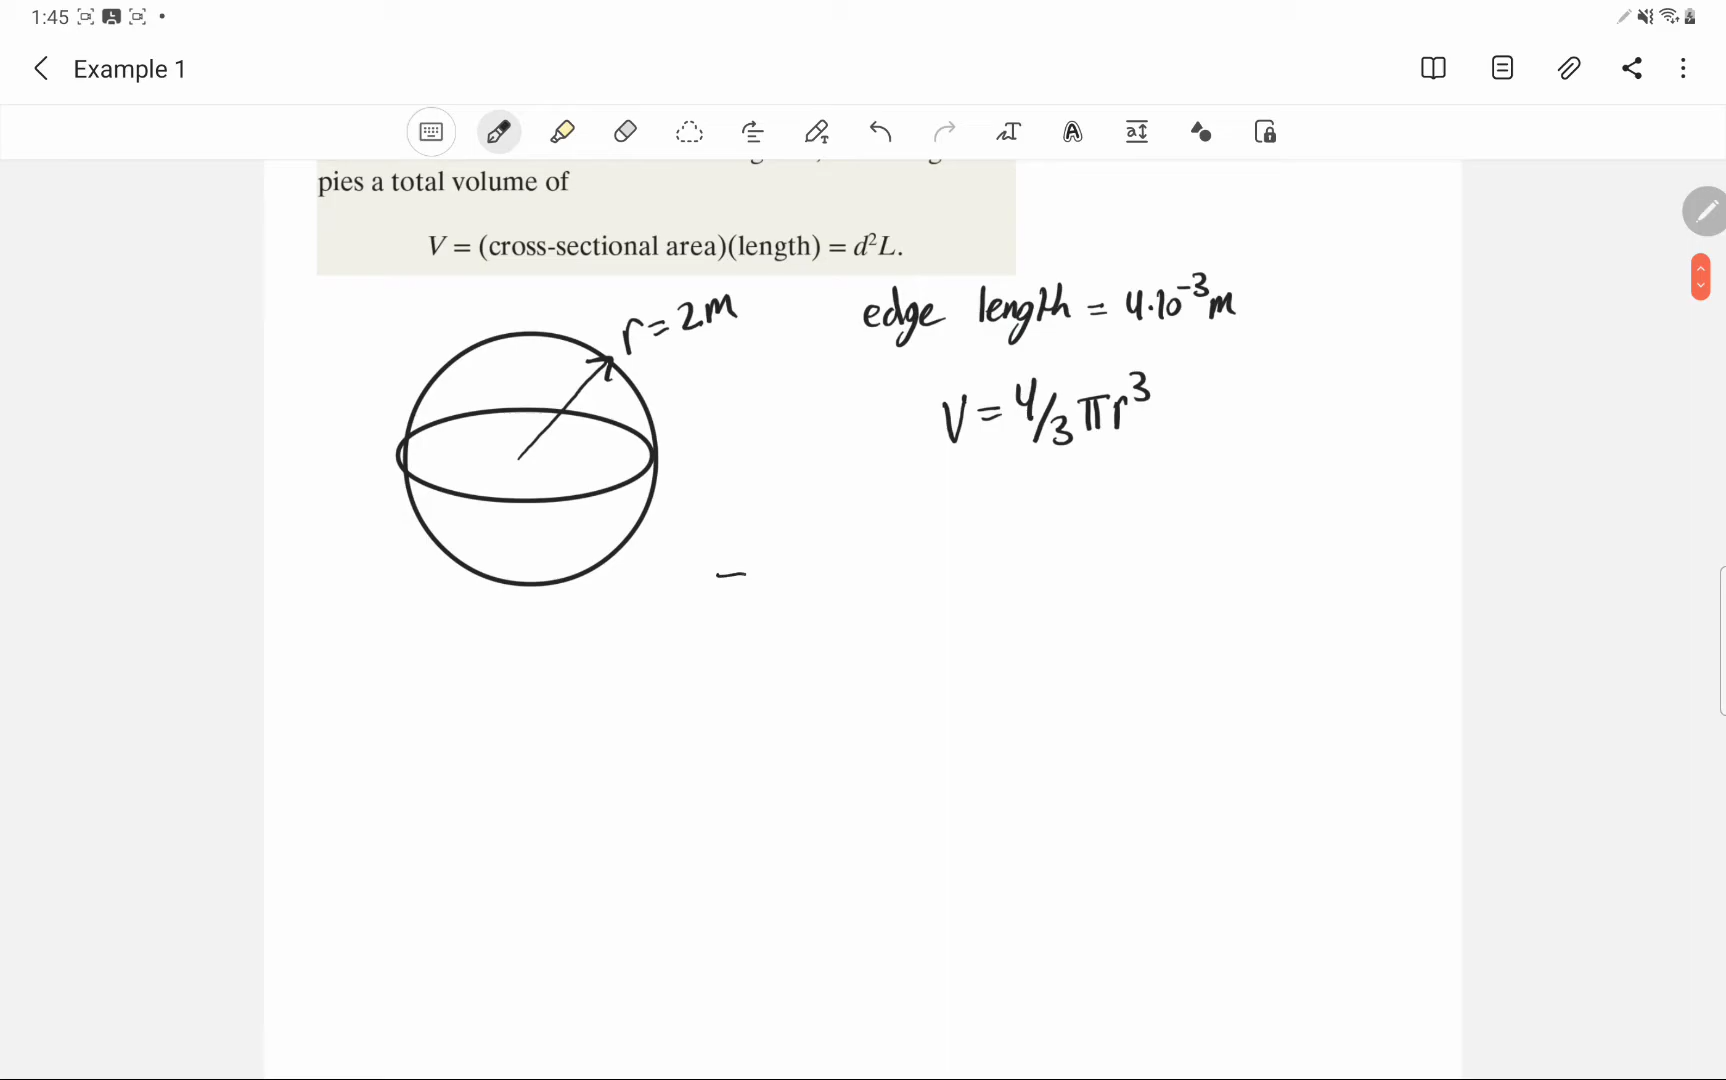 1:45
Example 1
pies a total volume of
V = (cross-sectional area)(length) = d²L.
r = 2m
edge length = 4·10⁻³m
V = 4/3 πr³